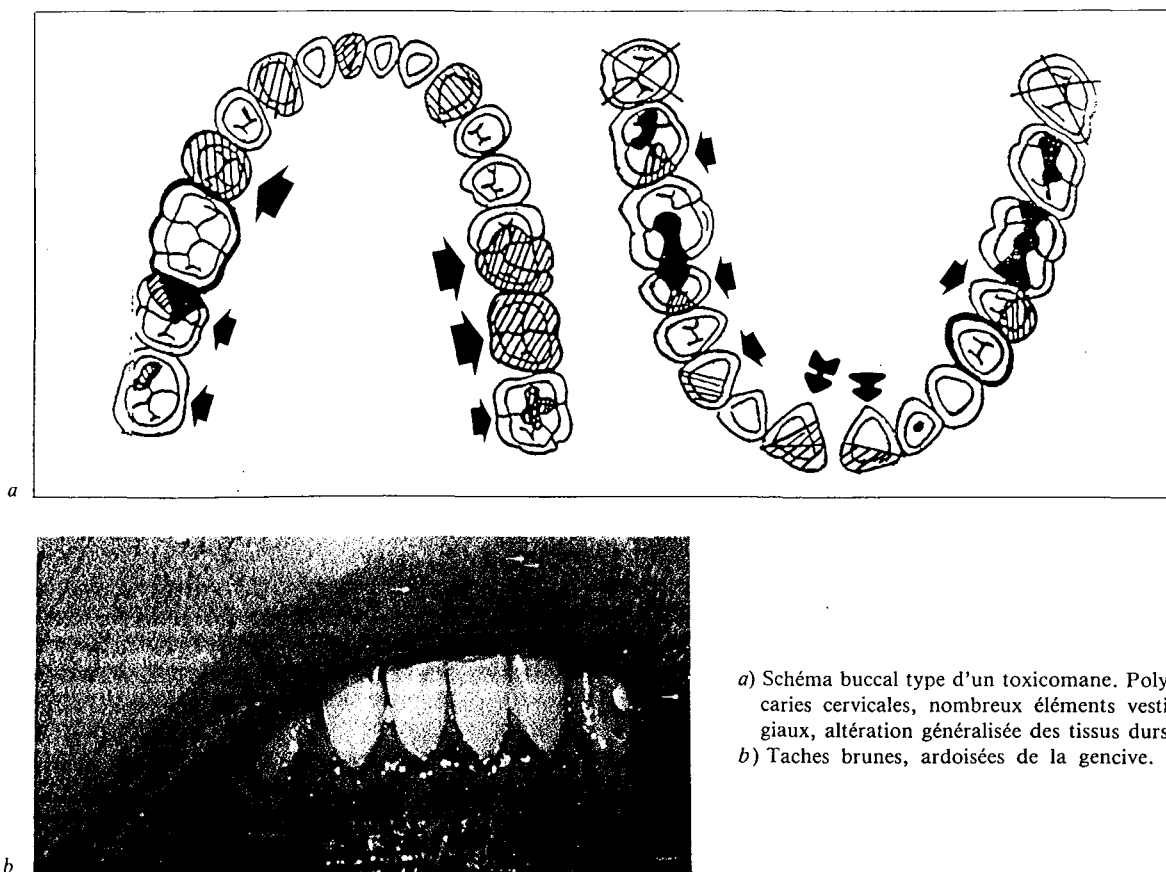 a
a) Schéma buccal type d'un toxicomane. Poly
caries cervicales, nombreux éléments vesti
giaux, altération généralisée des tissus durs
b) Taches brunes, ardoisées de la gencive.
b